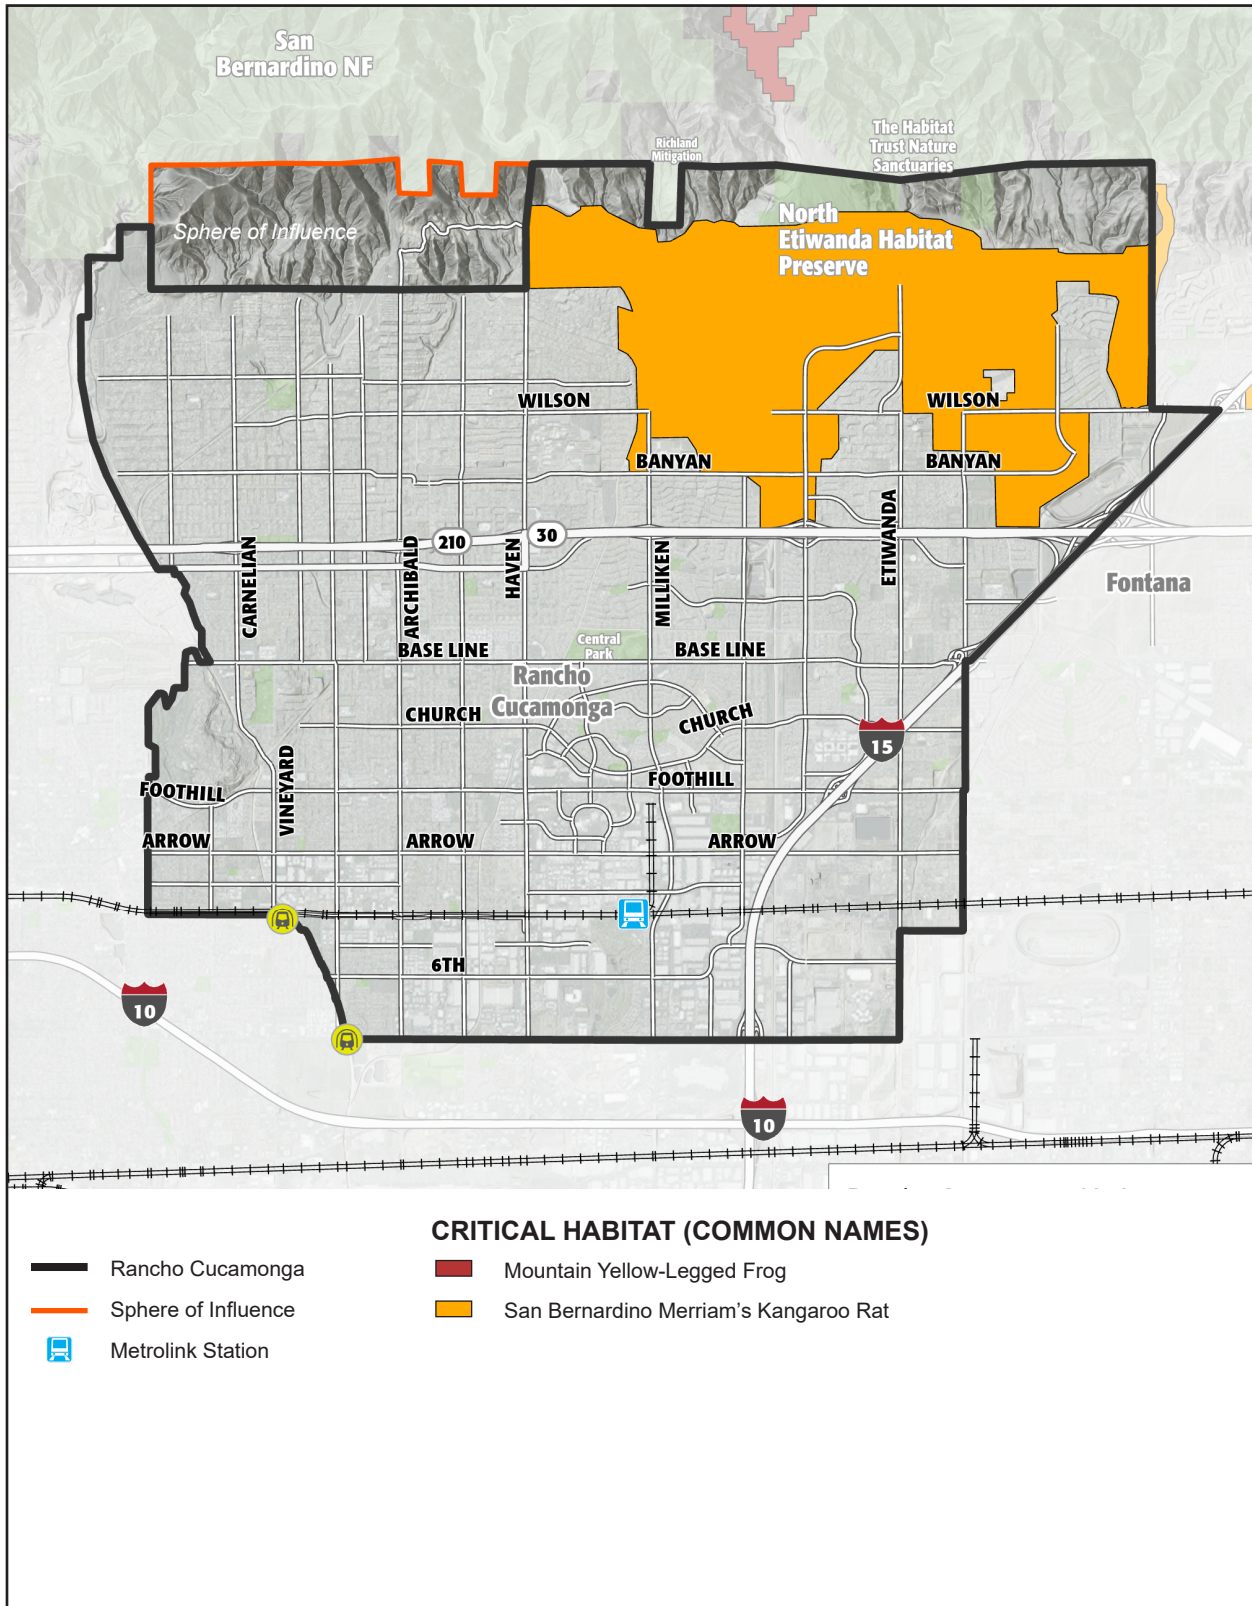 San
Bernardino NF
The Habitat
Trust Nature
Sanctuaries
Richland
Mitigation
Sphere of Influence
North
Etiwanda Habitat
Preserve
WILSON
WILSON
BANYAN
BANYAN
210
30
CARNELIAN
ARCHIBALD
HAVEN
MILLIKEN
ETIWANDA
Fontana
Central
Park
BASE LINE
BASE LINE
Rancho
Cucamonga
CHURCH
CHURCH
15
VINEYARD
FOOTHILL
FOOTHILL
ARROW
ARROW
ARROW
6TH
10
10
CRITICAL HABITAT (COMMON NAMES)
Rancho Cucamonga
Mountain Yellow-Legged Frog
Sphere of Influence
San Bernardino Merriam's Kangaroo Rat
Metrolink Station